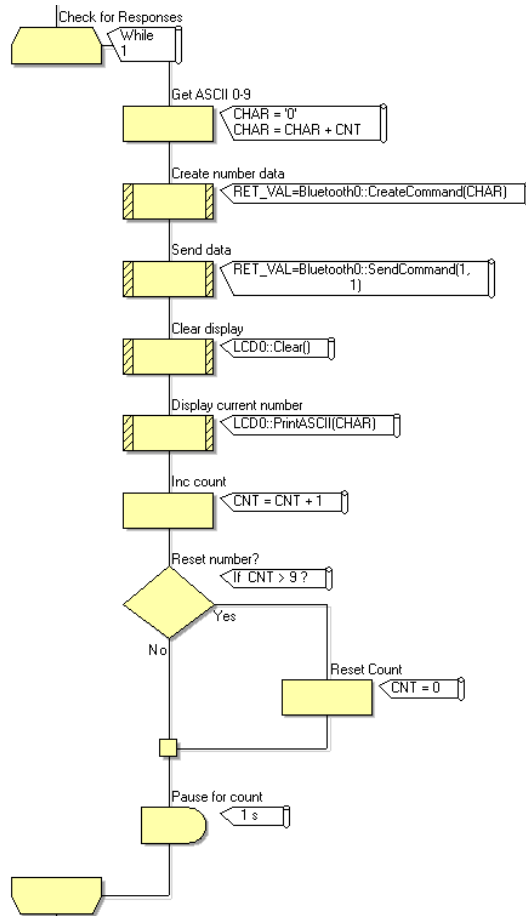 Check for Responses
While
1
Get ASCII 0-9
CHAR = '0'
CHAR = CHAR + CNT
Create number data
RET_VAL=Bluetooth0::CreateCommand(CHAR)
Send data
RET_VAL=Bluetooth0::SendCommand(1,
1)
Clear display
LCD0::Clear()
Display current number
LCD0::PrintASCII(CHAR)
Inc count
CNT = CNT + 1
Reset number?
If CNT > 9 ?
Yes
No
Reset Count
CNT = 0
Pause for count
1 s